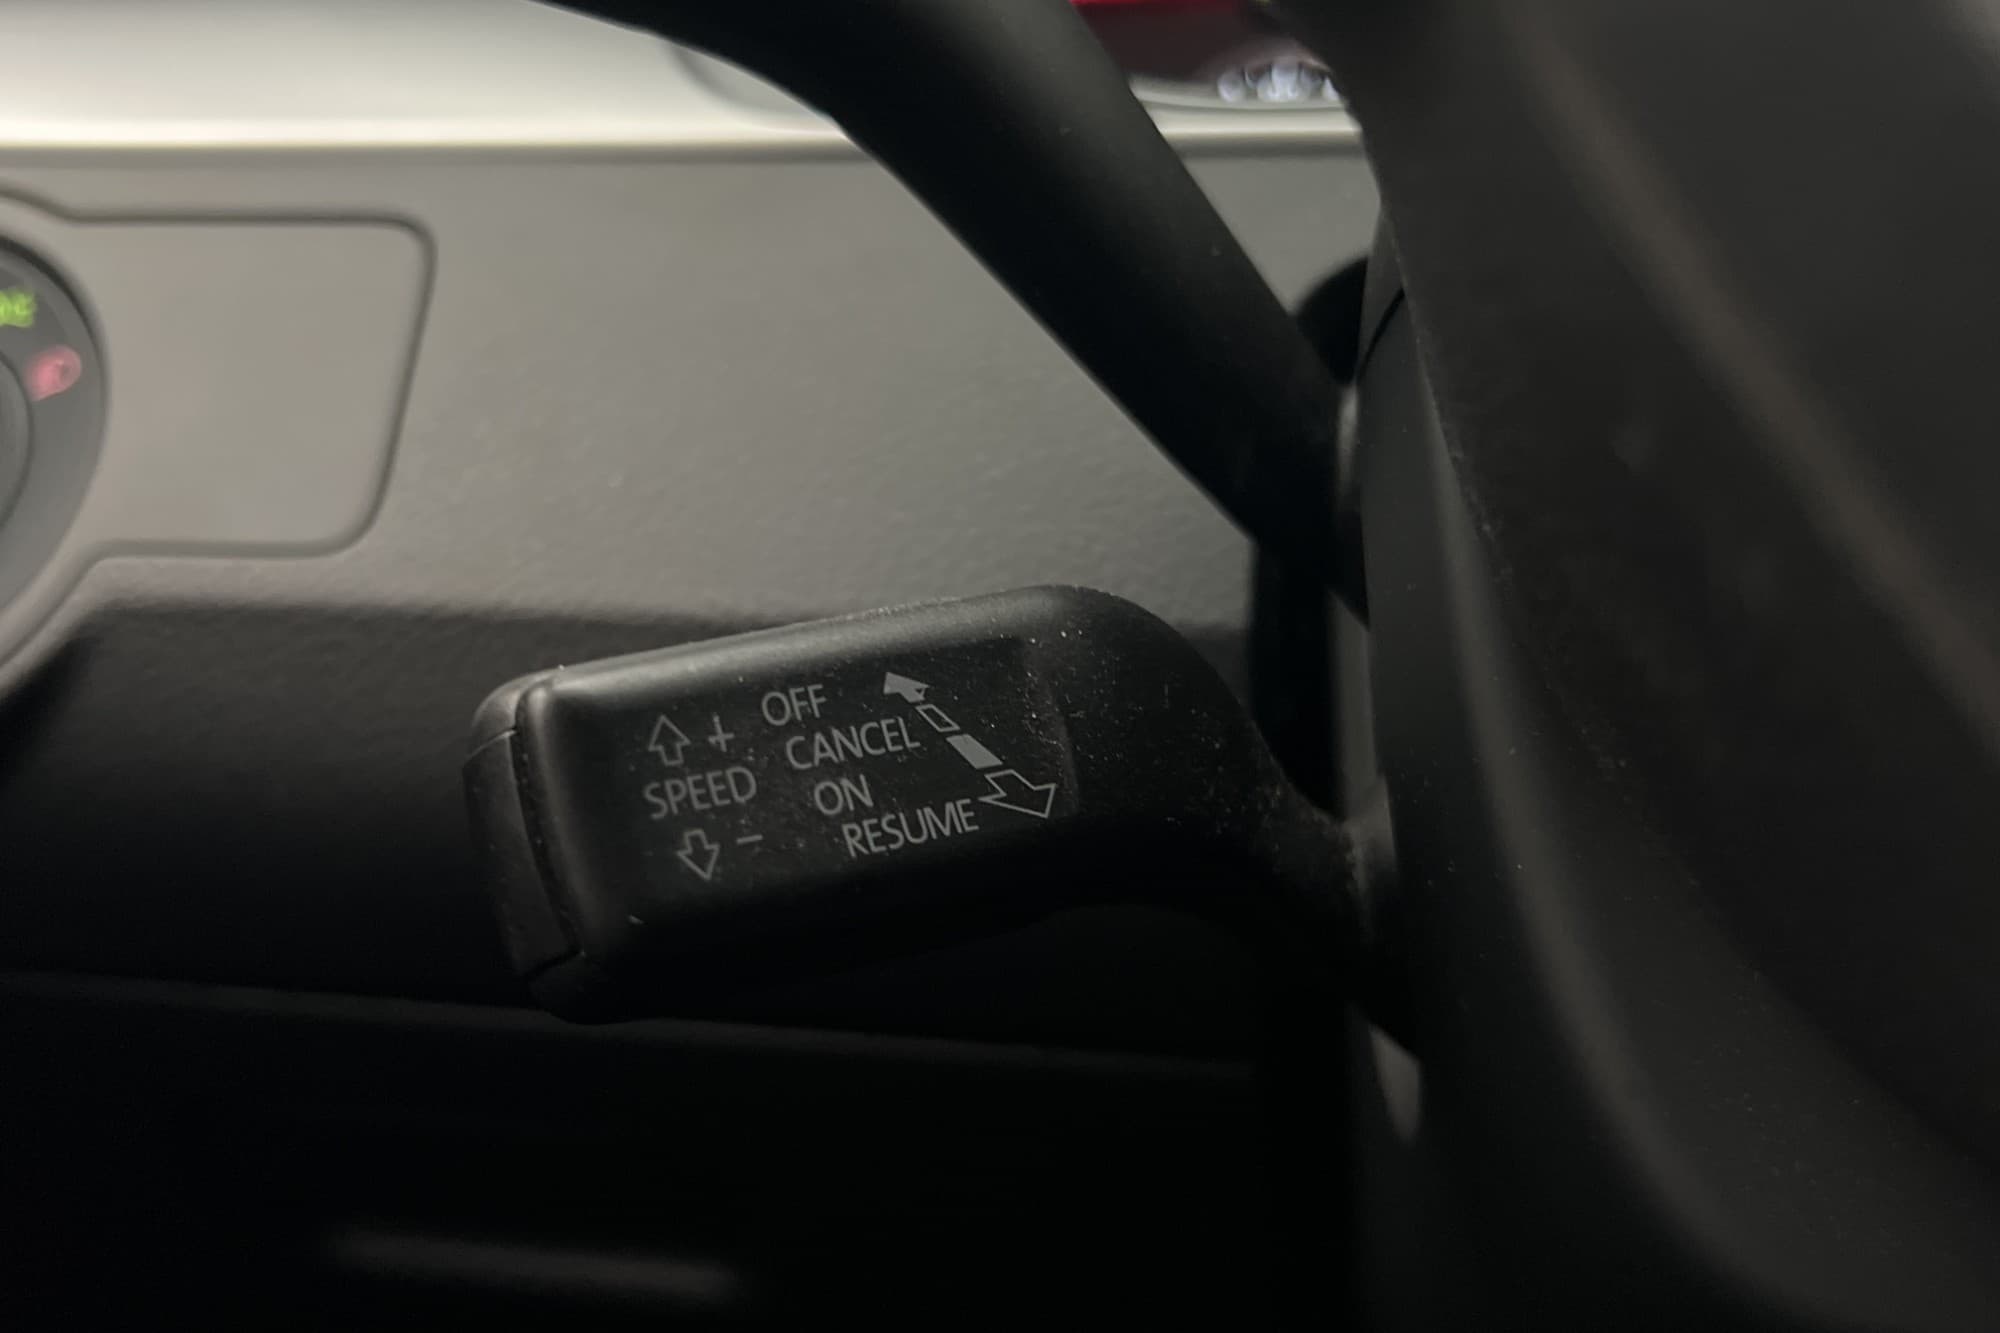 + OFF
CANCEL
SPEED ON
- RESUME